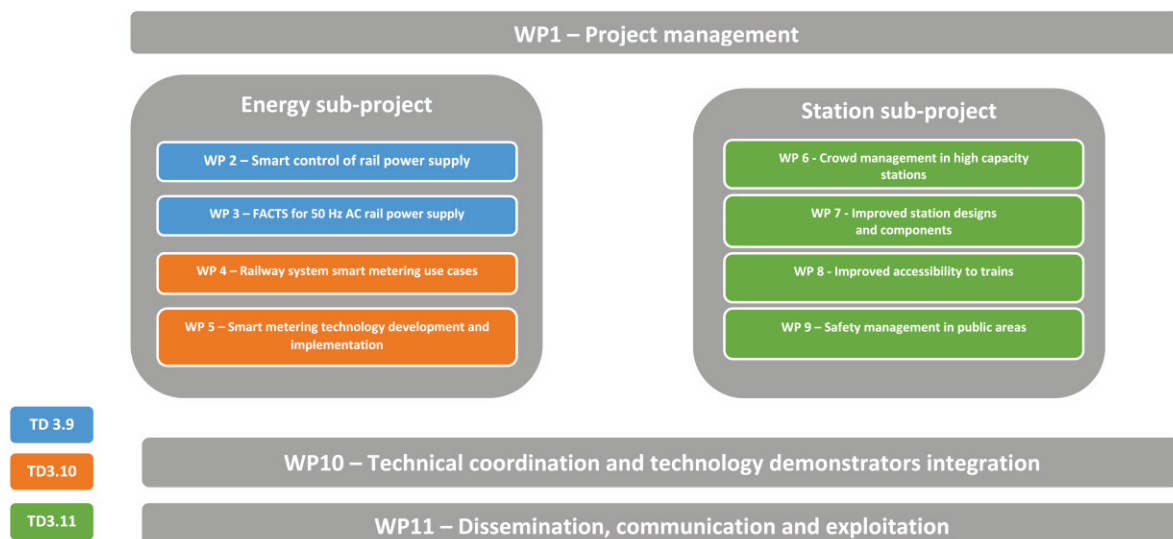 WP1 – Project management
Energy sub-project
WP 2 – Smart control of rail power supply
WP 3 – FACTS for 50 Hz AC rail power supply
WP 4 – Railway system smart metering use cases
WP 5 – Smart metering technology development and
implementation
Station sub-project
WP 6 - Crowd management in high capacity
stations
WP 7 - Improved station designs
and components
WP 8 - Improved accessibility to trains
WP 9 – Safety management in public areas
TD 3.9
TD3.10
TD3.11
WP10 – Technical coordination and technology demonstrators integration
WP11 – Dissemination, communication and exploitation